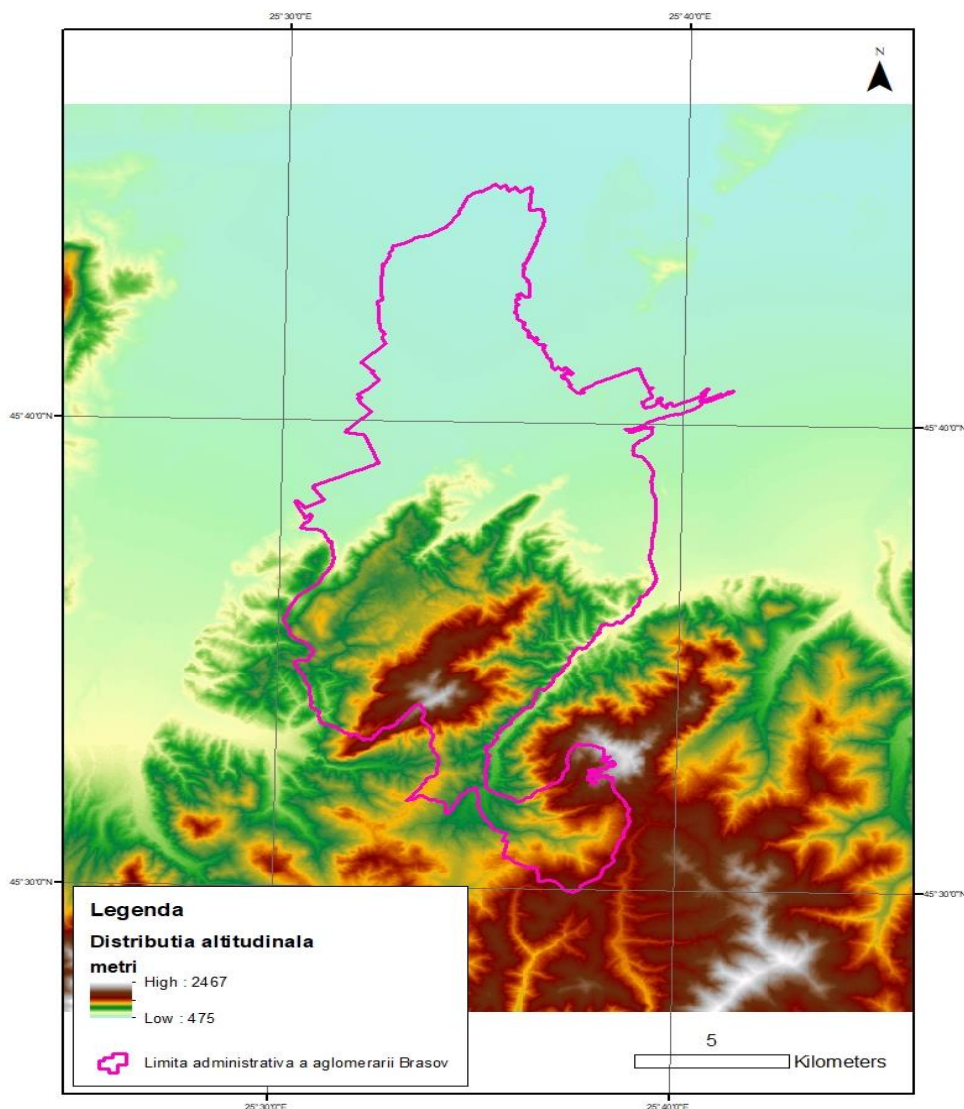 25°30'0"E 25°40'0"E
N
45°40'0"N 45°40'0"N
45°30'0"N 45°30'0"N
Legenda
Distributia altitudinala
metri
High : 2467
Low : 475
Limita administrativa a aglomerarii Brasov
5
Kilometers
25°30'0"E 25°40'0"E